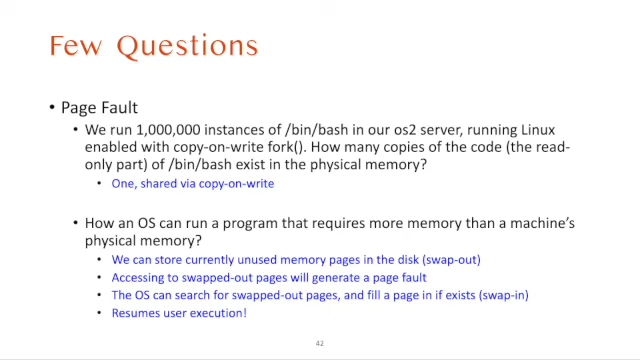 Few Questions
• Page Fault
• We run 1,000,000 instances of /bin/bash in our os2 server, running Linux
enabled with copy-on-write fork(). How many copies of the code (the read-
only part) of /bin/bash exist in the physical memory?
• One, shared via copy-on-write
• How an OS can run a program that requires more memory than a machine's
physical memory?
• We can store currently unused memory pages in the disk (swap-out)
• Accessing to swapped-out pages will generate a page fault
• The OS can search for swapped-out pages, and fill a page in if exists (swap-in)
• Resumes user execution!
42